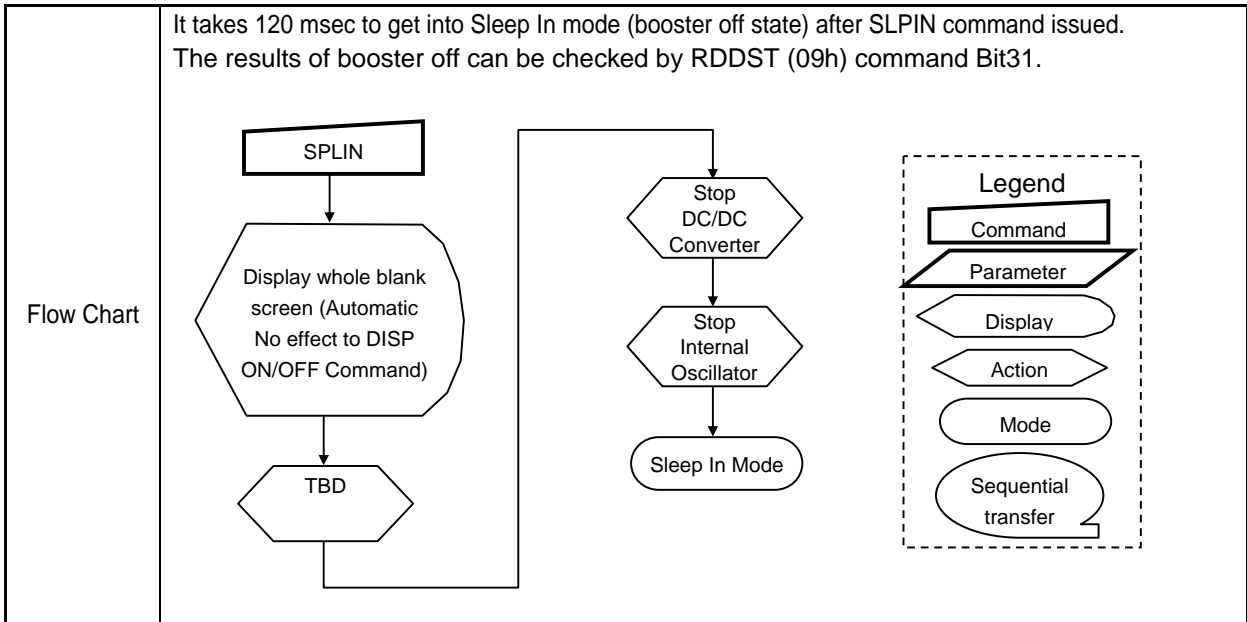 It takes 120 msec to get into Sleep In mode (booster off state) after SLPIN command issued.
The results of booster off can be checked by RDDST (09h) command Bit31.
Flow Chart
SPLIN
Display whole blank
screen (Automatic
No effect to DISP
ON/OFF Command)
TBD
Stop
DC/DC
Converter
Stop
Internal
Oscillator
Sleep In Mode
Legend
Command
Parameter
Display
Action
Mode
Sequential
transfer